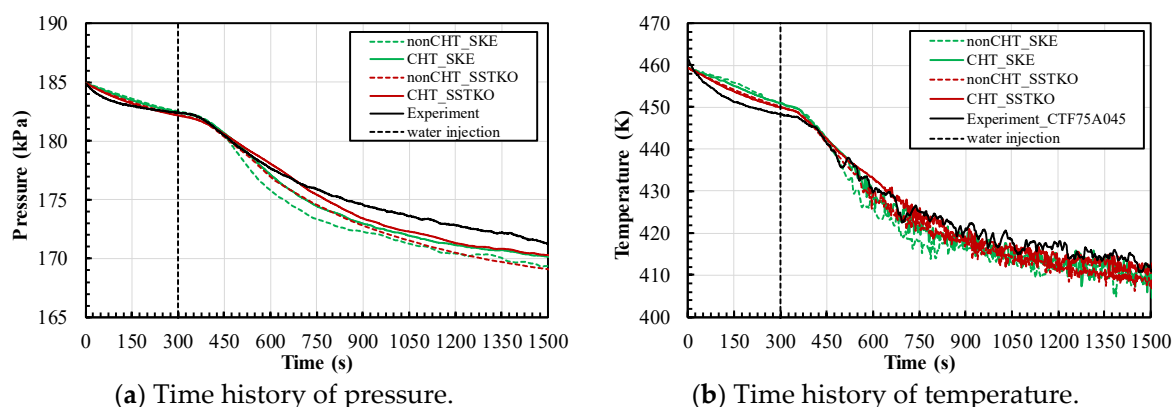 190
185
180
175
170
165
Pressure (kPa)
0 150 300 450 600 750 900 1050 1200 1350 1500
Time (s)
nonCHT_SKE
CHT_SKE
nonCHT_SSTKO
CHT_SSTKO
Experiment
water injection
(a) Time history of pressure.
470
460
450
440
430
420
410
400
Temperature (K)
0 150 300 450 600 750 900 1050 1200 1350 1500
Time (s)
nonCHT_SKE
CHT_SKE
nonCHT_SSTKO
CHT_SSTKO
Experiment_CTF75A045
water injection
(b) Time history of temperature.